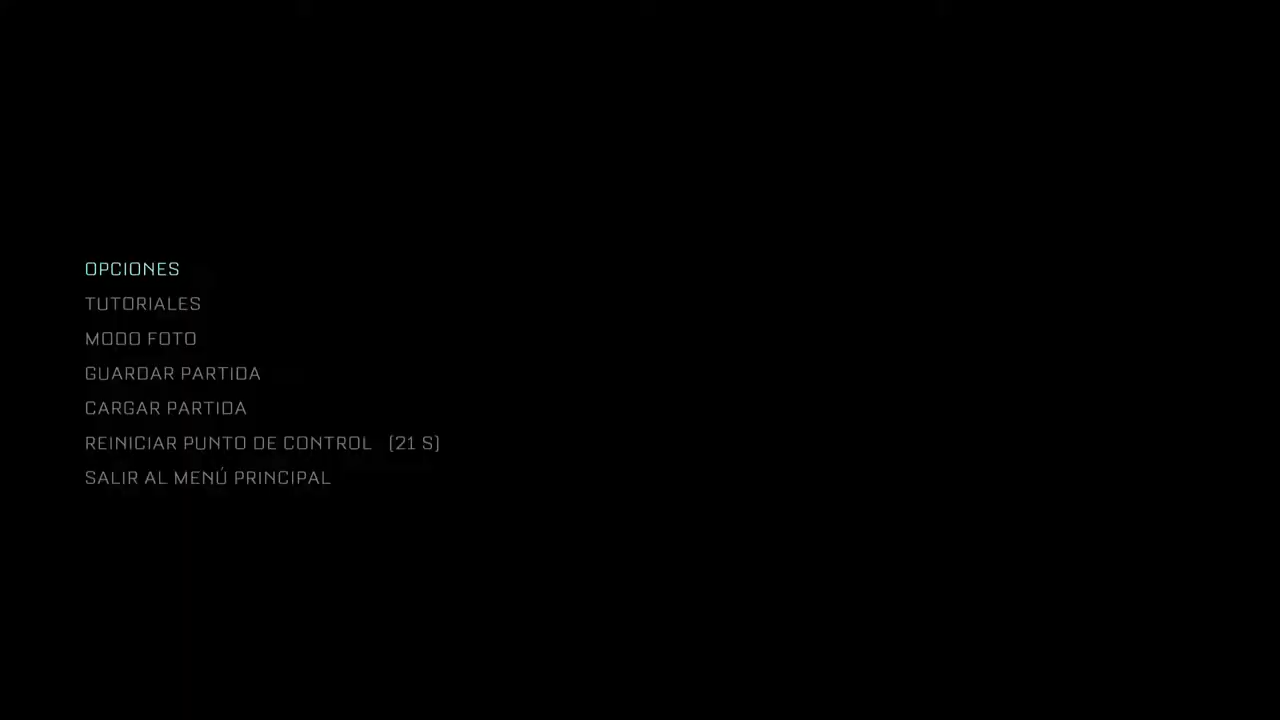 OPCIONES
TUTORIALES
MODO FOTO
GUARDAR PARTIDA
CARGAR PARTIDA
REINICIAR PUNTO DE CONTROL (21 S)
SALIR AL MENÚ PRINCIPAL